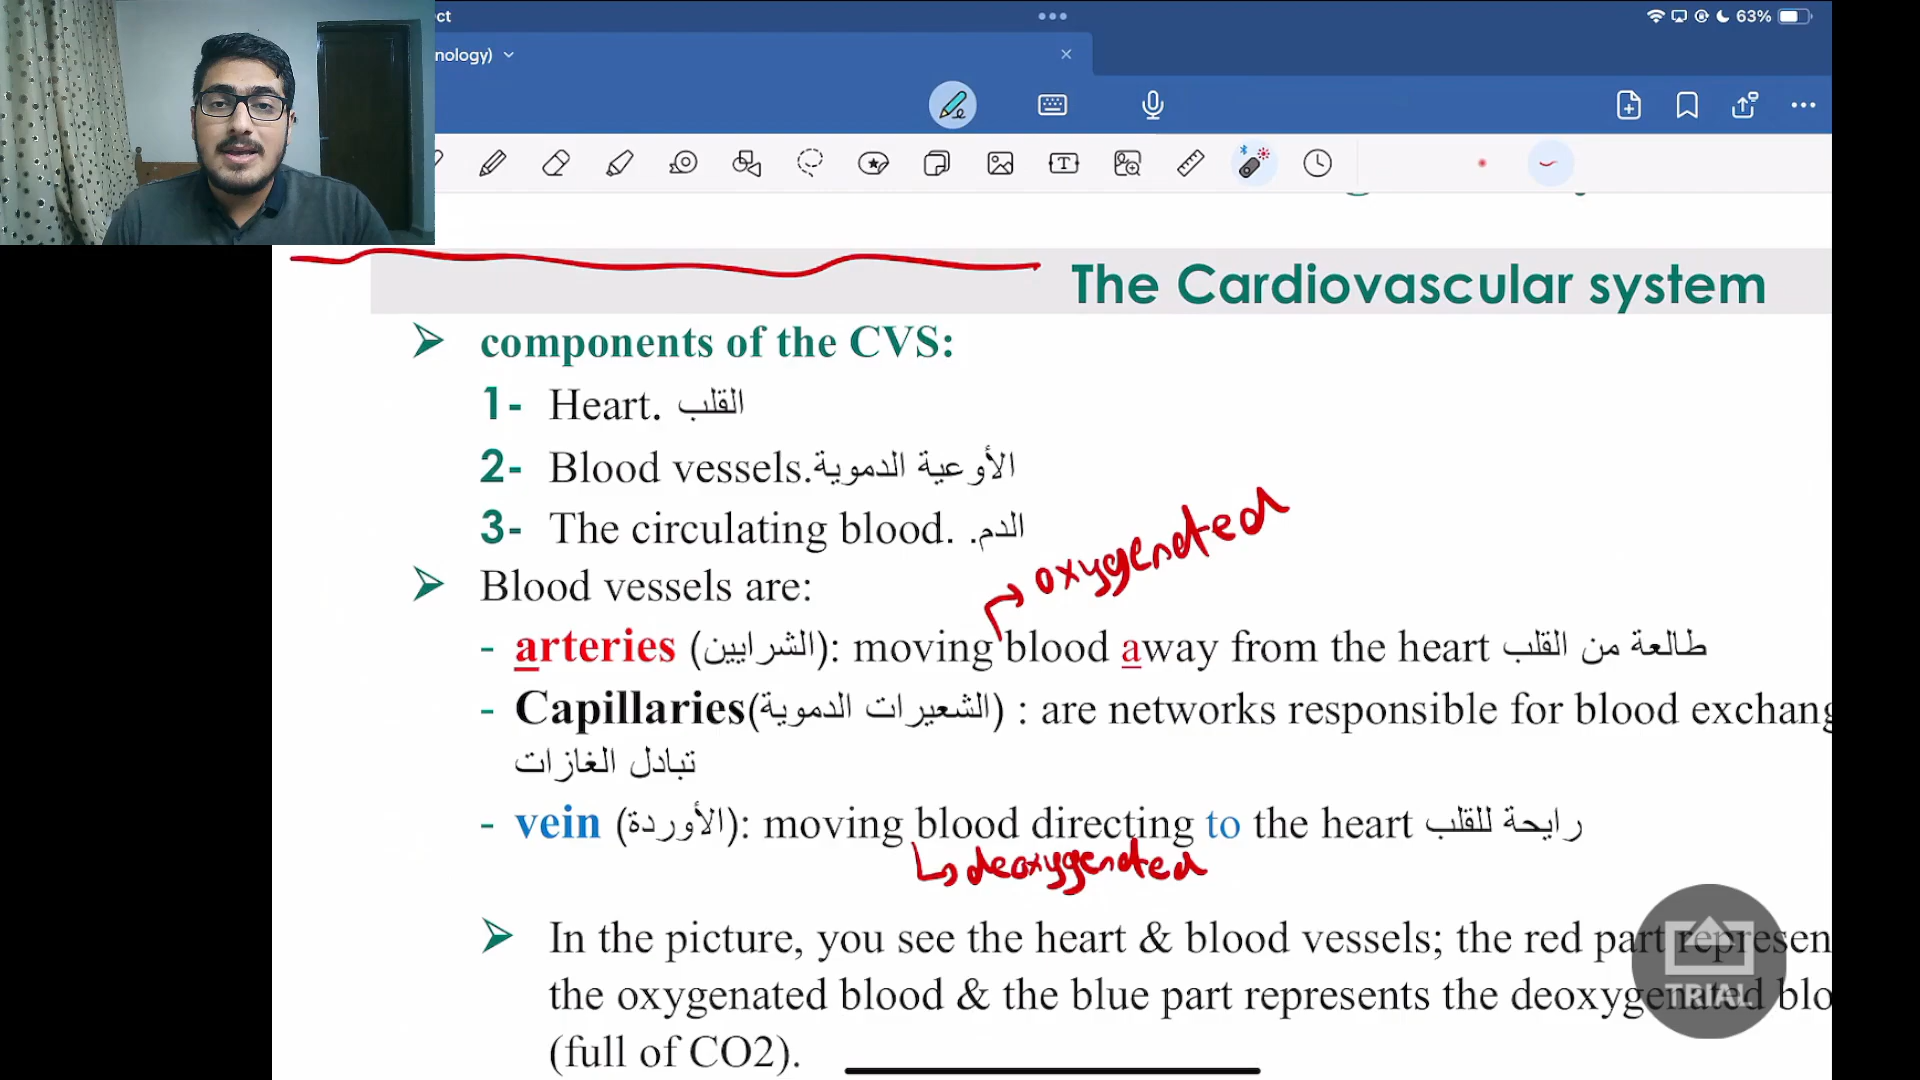 ct
63%
nology)
The Cardiovascular system
➢ components of the CVS:
1- Heart. القلب
2- Blood vessels.الأوعية الدموية
3- The circulating blood. .الدم
oxygenated
➢ Blood vessels are:
- arteries (الشرايين): moving blood away from the heart طالعة من القلب
- Capillaries(الشعيرات الدموية) : are networks responsible for blood exchang
تبادل الغازات
- vein (الأوردة): moving blood directing to the heart رايحة للقلب
deoxygenated
➢ In the picture, you see the heart & blood vessels; the red part represen
the oxygenated blood & the blue part represents the deoxygenated blo
(full of CO2).
TRIAL